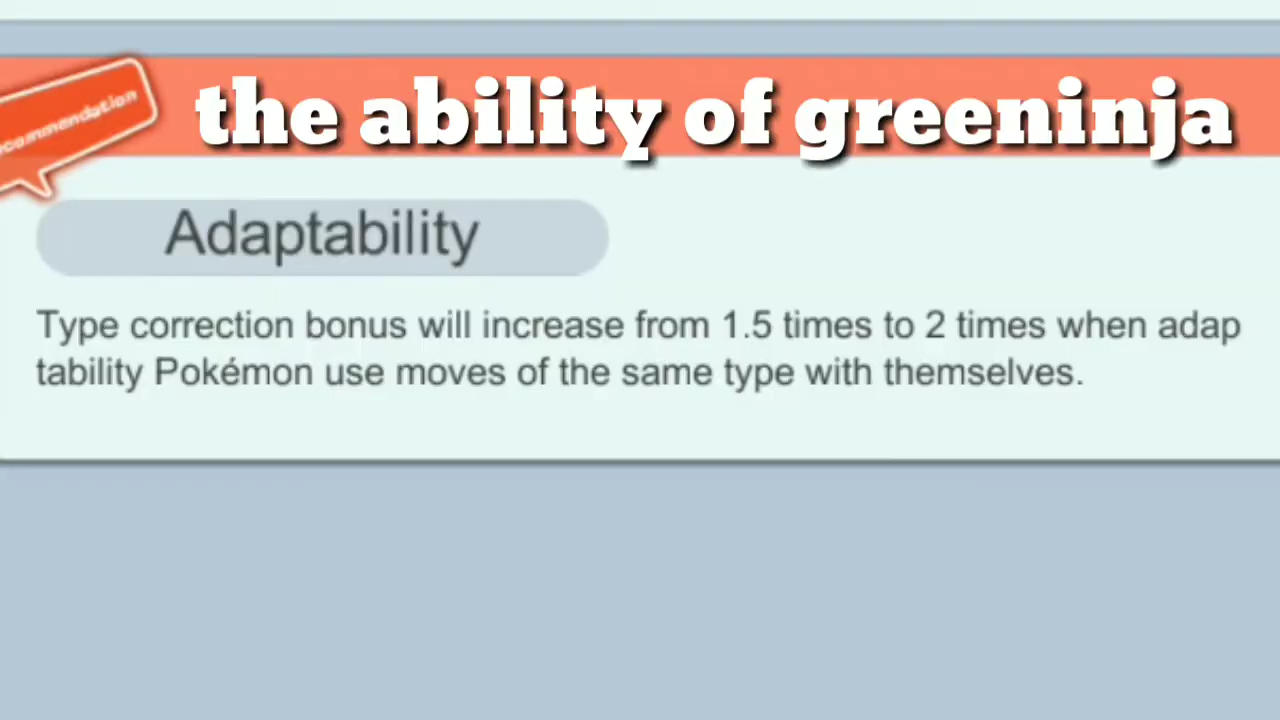 the ability of greeninja
commendation
Adaptability
Type correction bonus will increase from 1.5 times to 2 times when adap
tability Pokémon use moves of the same type with themselves.